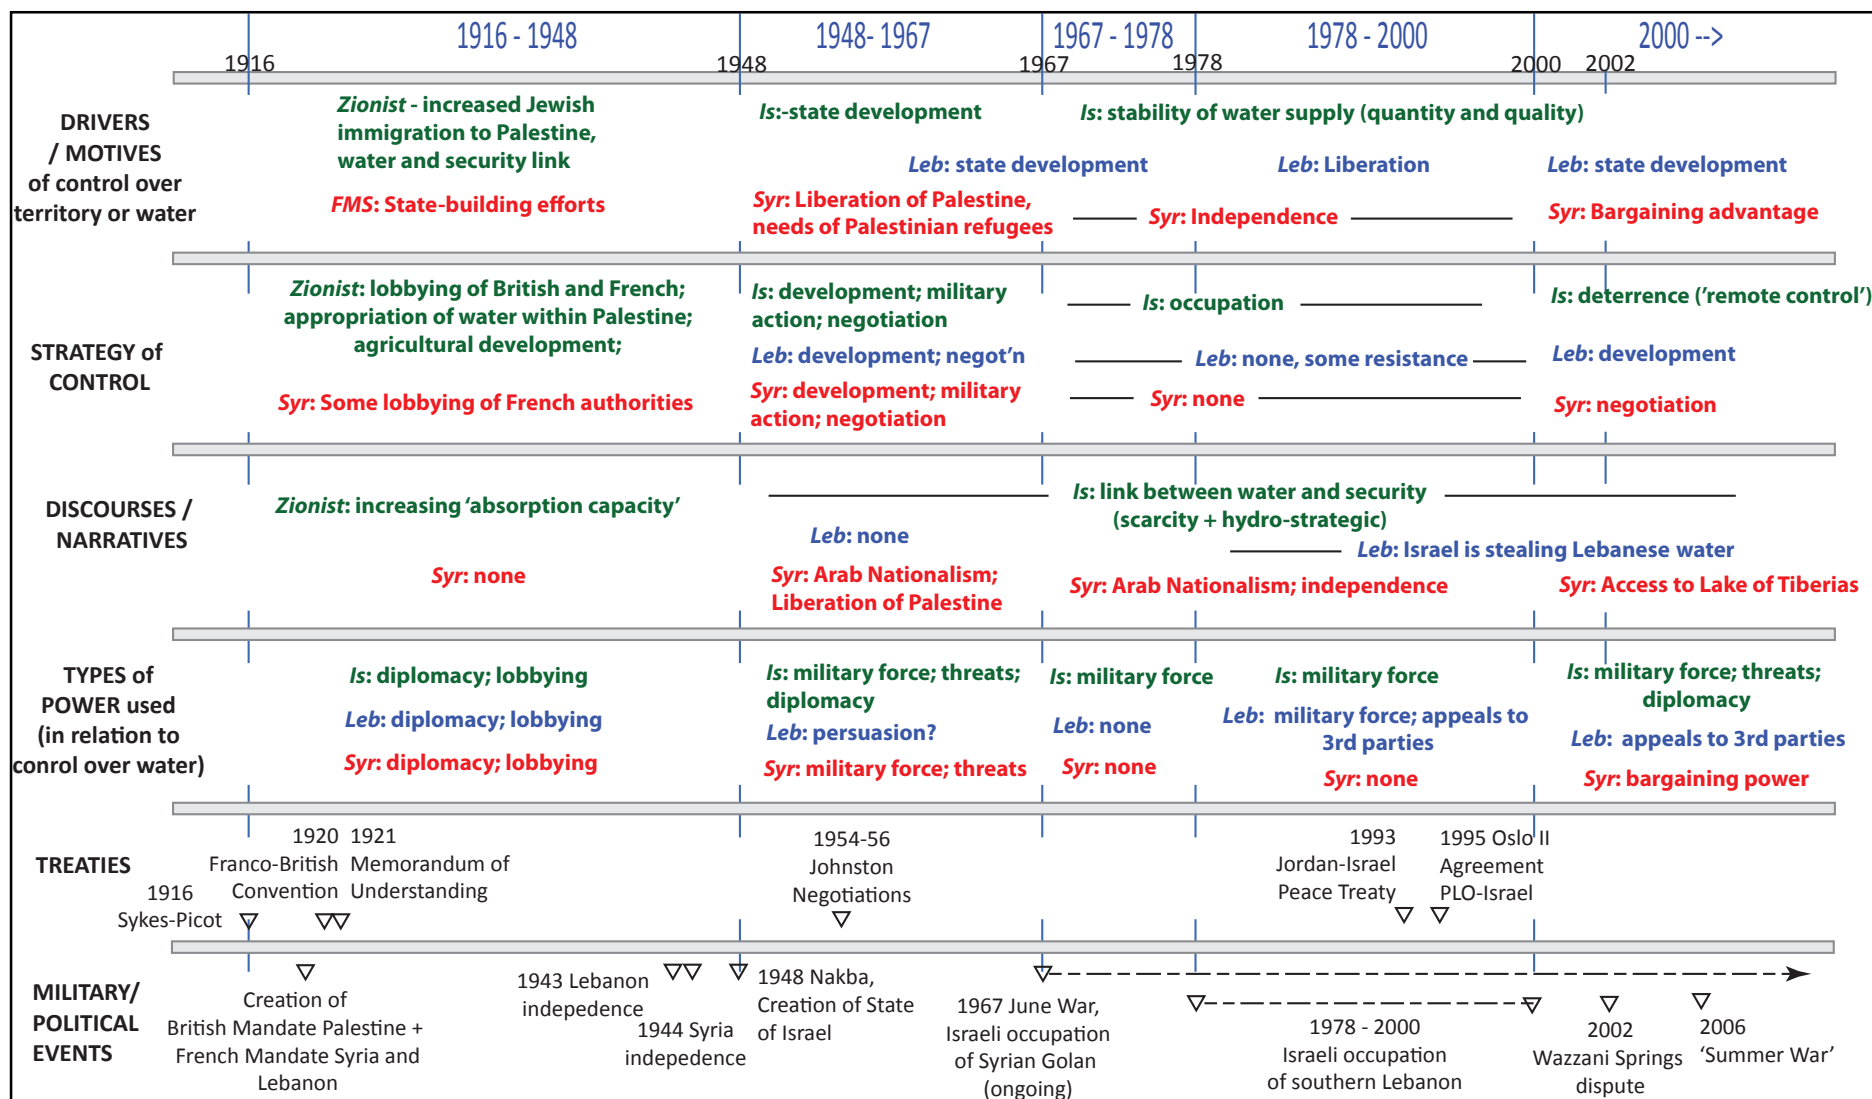 1916 - 1948
1948- 1967
1967 - 1978
1978 - 2000
2000 -->
1916
1948
1967
1978
2000
2002
DRIVERS
/ MOTIVES
of control over
territory or water
Zionist - increased Jewish
immigration to Palestine,
water and security link
FMS: State-building efforts
Is:-state development
Leb: state development
Syr: Liberation of Palestine,
needs of Palestinian refugees
Is: stability of water supply (quantity and quality)
Leb: Liberation
Syr: Independence
Leb: state development
Syr: Bargaining advantage
STRATEGY of
CONTROL
Zionist: lobbying of British and French;
appropriation of water within Palestine;
agricultural development;
Syr: Some lobbying of French authorities
Is: development; military
action; negotiation
Leb: development; negot'n
Syr: development; military
action; negotiation
Is: occupation
Leb: none, some resistance
Syr: none
Is: deterrence ('remote control')
Leb: development
Syr: negotiation
DISCOURSES /
NARRATIVES
Zionist: increasing 'absorption capacity'
Syr: none
Leb: none
Syr: Arab Nationalism;
Liberation of Palestine
Is: link between water and security
(scarcity + hydro-strategic)
Leb: Israel is stealing Lebanese water
Syr: Arab Nationalism; independence
Syr: Access to Lake of Tiberias
TYPES of
POWER used
(in relation to
conrol over water)
Is: diplomacy; lobbying
Leb: diplomacy; lobbying
Syr: diplomacy; lobbying
Is: military force; threats;
diplomacy
Leb: persuasion?
Syr: military force; threats
Is: military force
Leb: none
Syr: none
Is: military force
Leb: military force; appeals to
3rd parties
Syr: none
Is: military force; threats;
diplomacy
Leb: appeals to 3rd parties
Syr: bargaining power
TREATIES
1916
Sykes-Picot
1920
Franco-British
Convention
1921
Memorandum of
Understanding
1954-56
Johnston
Negotiations
1993
Jordan-Israel
Peace Treaty
1995 Oslo II
Agreement
PLO-Israel
MILITARY/
POLITICAL
EVENTS
Creation of
British Mandate Palestine +
French Mandate Syria and
Lebanon
1943 Lebanon
indepedence
1944 Syria
indepedence
1948 Nakba,
Creation of State
of Israel
1967 June War,
Israeli occupation
of Syrian Golan
(ongoing)
1978 - 2000
Israeli occupation
of southern Lebanon
2002
Wazzani Springs
dispute
2006
'Summer War'